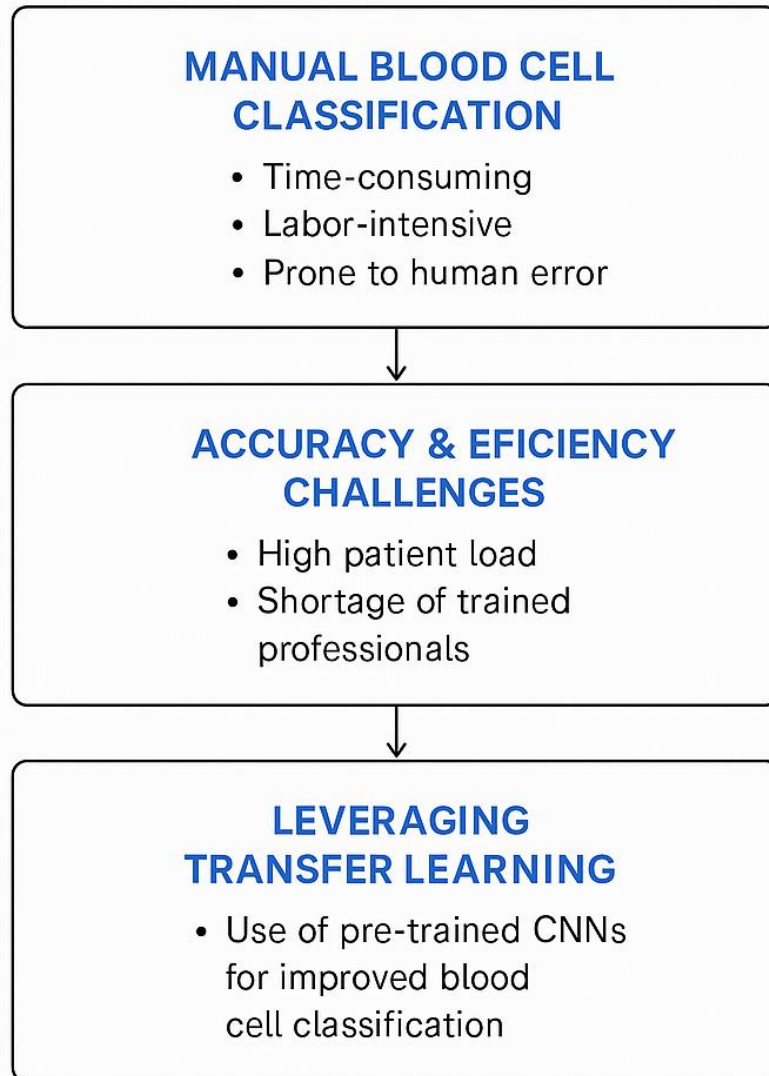 MANUAL BLOOD CELL
CLASSIFICATION
• Time-consuming
• Labor-intensive
• Prone to human error
ACCURACY & EFICIENCY
CHALLENGES
• High patient load
• Shortage of trained
professionals
LEVERAGING
TRANSFER LEARNING
• Use of pre-trained CNNs
for improved blood
cell classification